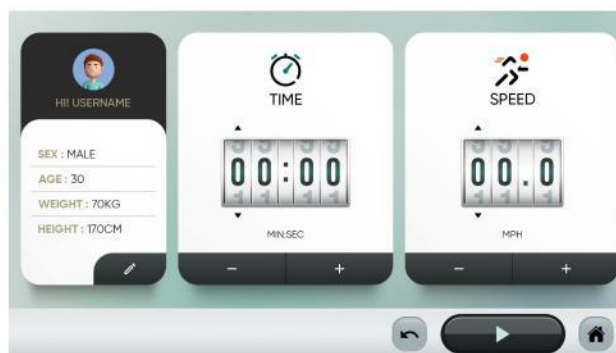 HI! USERNAME
SEX : MALE
AGE : 30
WEIGHT : 70KG
HEIGHT : 170CM
TIME
00:00
MIN:SEC
- +
SPEED
00.0
MPH
- +